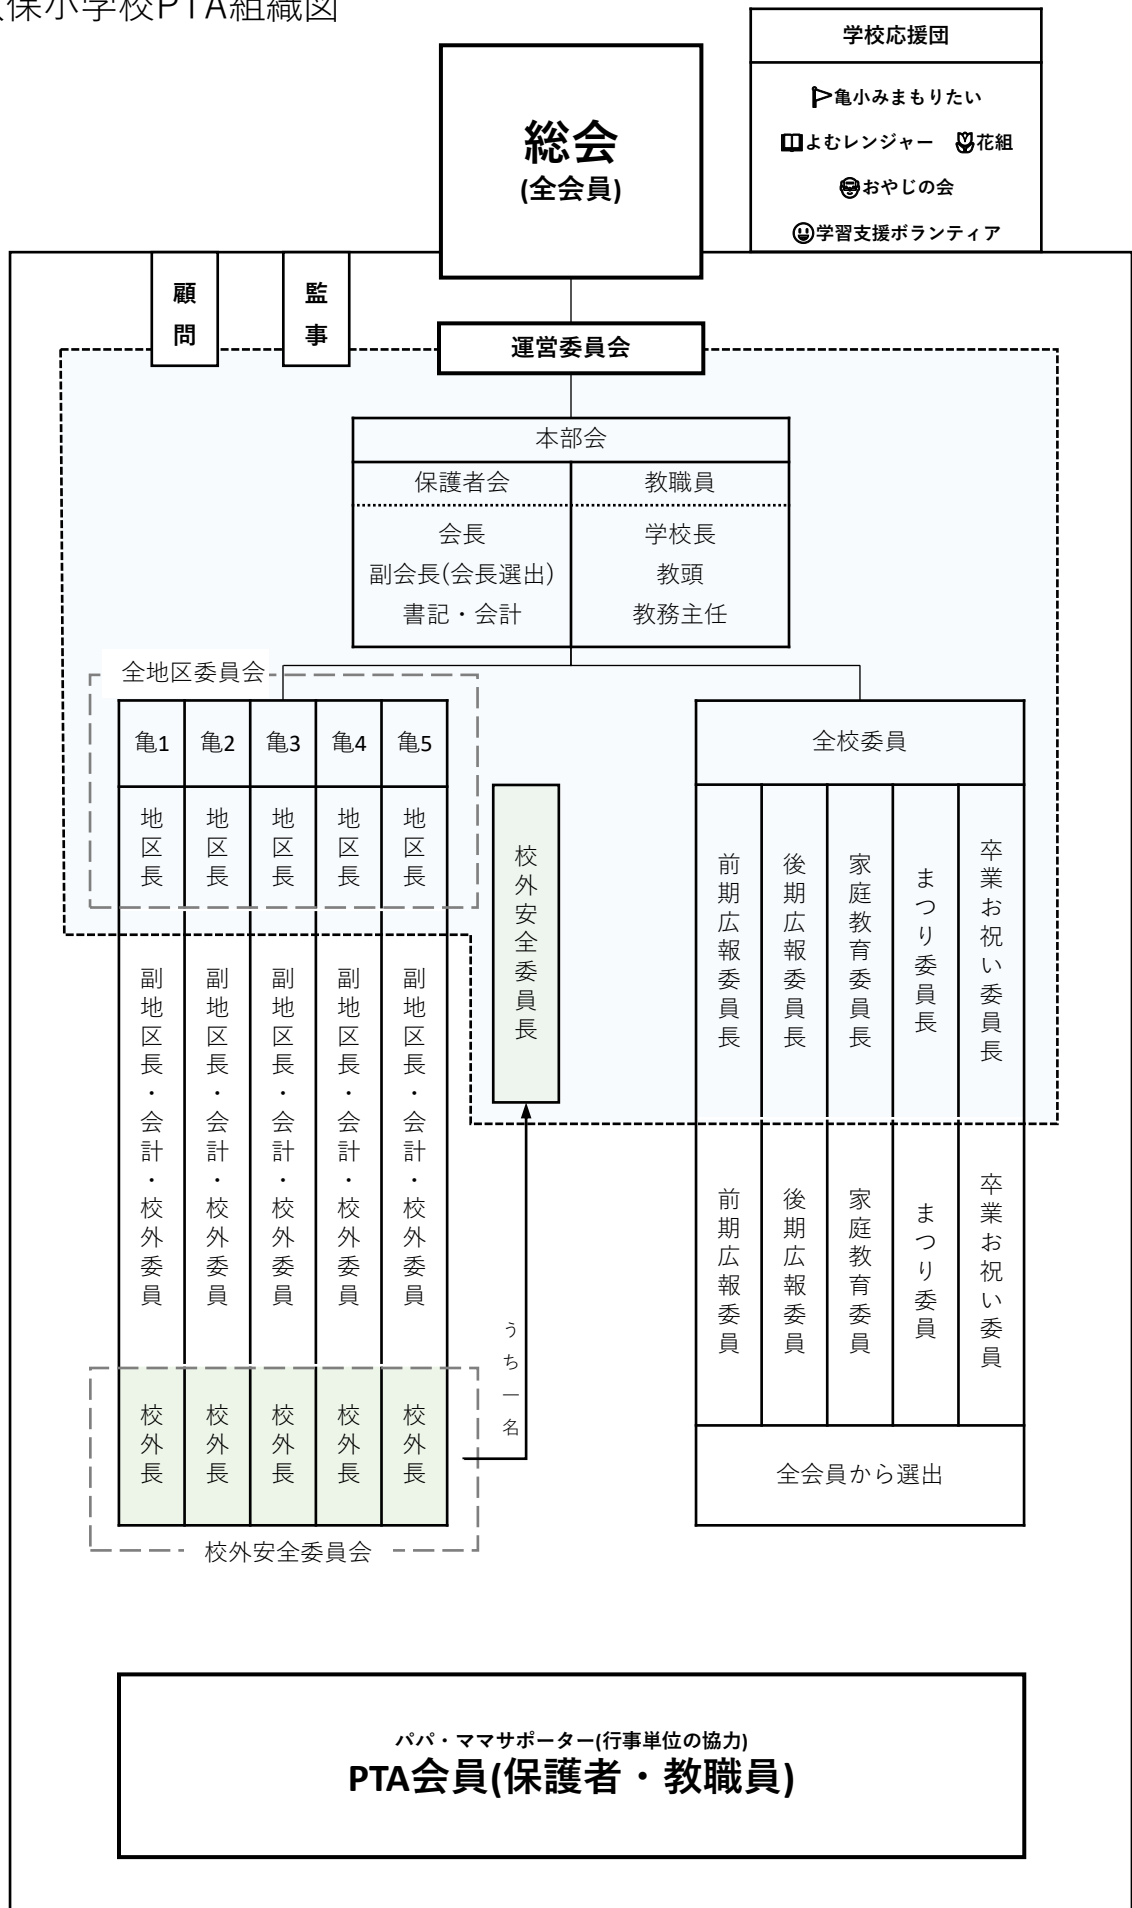 保小学校PTA組織図
学校応援団
亀小みまもりたい
よむレンジャー 花組
おやじの会
学習支援ボランティア
総会
(全会員)
顧問
監事
運営委員会
本部会
保護者会 教職員
会長 学校長
副会長(会長選出) 教頭
書記・会計 教務主任
全地区委員会
亀1 亀2 亀3 亀4 亀5
地区長 地区長 地区長 地区長 地区長
副地区長・会計・校外委員
副地区長・会計・校外委員
副地区長・会計・校外委員
副地区長・会計・校外委員
副地区長・会計・校外委員
校外長 校外長 校外長 校外長 校外長
校外安全委員会
うち一名
校外安全委員長
全校委員
前期広報委員長
後期広報委員長
家庭教育委員長
まつり委員長
卒業お祝い委員長
前期広報委員
後期広報委員
家庭教育委員
まつり委員
卒業お祝い委員
全会員から選出
パパ・ママサポーター(行事単位の協力)
PTA会員(保護者・教職員)